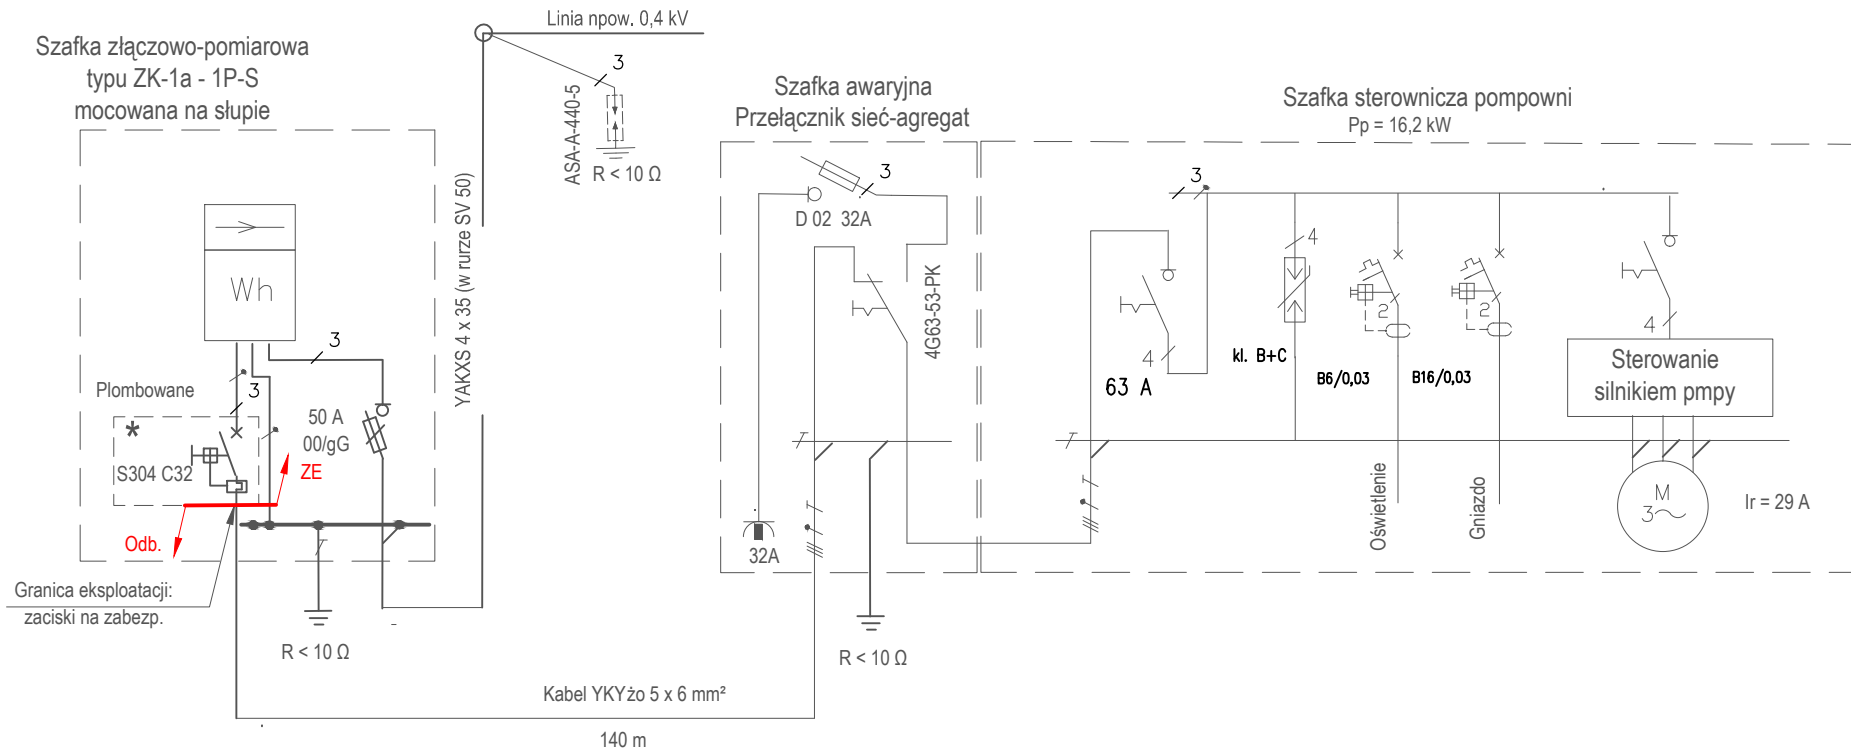 Linia npow. 0,4 kV
Szafka złączowo-pomiarowa
typu ZK-1a - 1P-S
mocowana na słupie
3
ASA-A-440-5
R < 10 Ω
YAKXS 4 x 35 (w rurze SV 50)
Wh
3
Plombowane
3
*
S304 C32
50 A
00/gG
ZE
Odb.
Granica eksploatacji:
zaciski na zabezp.
R < 10 Ω
Kabel YKYżo 5 x 6 mm²
140 m
Szafka awaryjna
Przełącznik sieć-agregat
3
D 02 32A
4G63-53-PK
32A
R < 10 Ω
Szafka sterownicza pompowni
Pp = 16,2 kW
3
4
63 A
4
kl. B+C
2
B6/0,03
2
B16/0,03
4
Sterowanie
silnikiem pmpy
Oświetlenie
Gniazdo
M
3~
Ir = 29 A